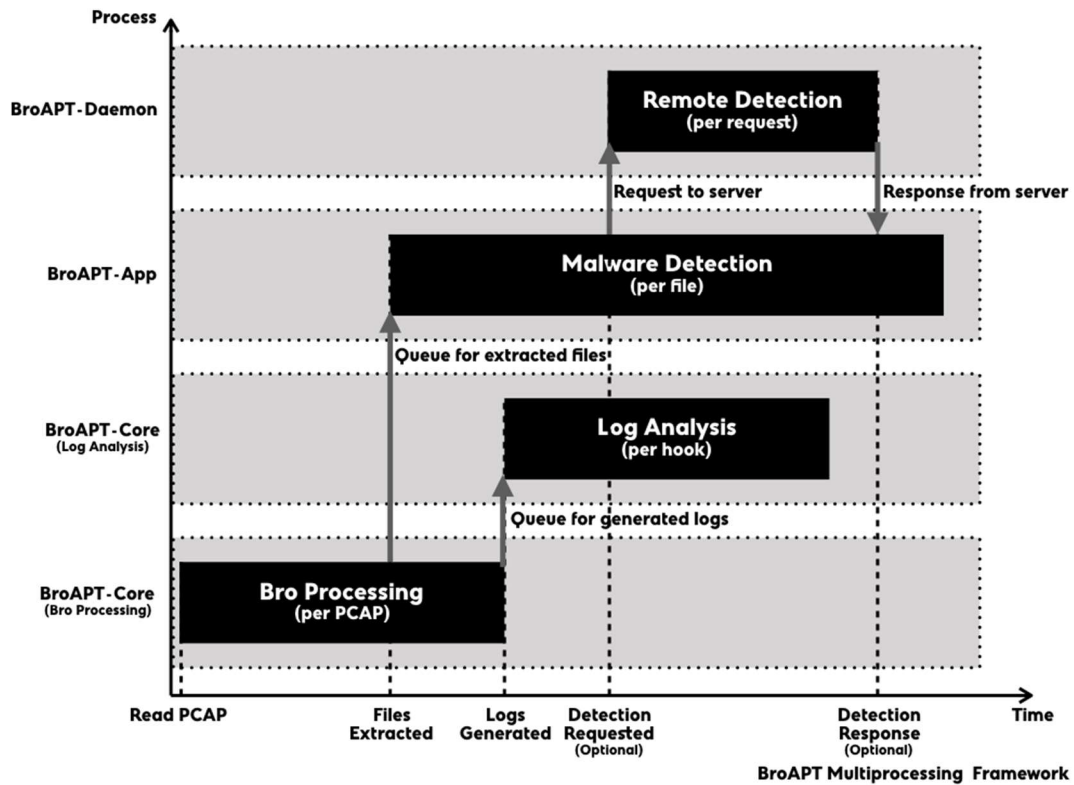 Process
BroAPT-Daemon
Remote Detection
(per request)
Request to server
Response from server
BroAPT-App
Malware Detection
(per file)
Queue for extracted files
BroAPT-Core
(Log Analysis)
Log Analysis
(per hook)
Queue for generated logs
BroAPT-Core
(Bro Processing)
Bro Processing
(per PCAP)
Read PCAP
Files
Extracted
Logs
Generated
Detection
Requested
(Optional)
Detection
Response
(Optional)
Time
BroAPT Multiprocessing Framework